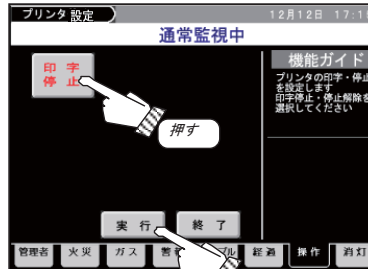 プリンタ 設定
12月12日 17:1
通常監視中
機能ガイド
プリンタの印字・停止
を設定します
印字停止・停止解除を
選択してください
印 字
停 止
押す
実 行
終 了
管理者
火 災
ガス
経過
操作
消灯